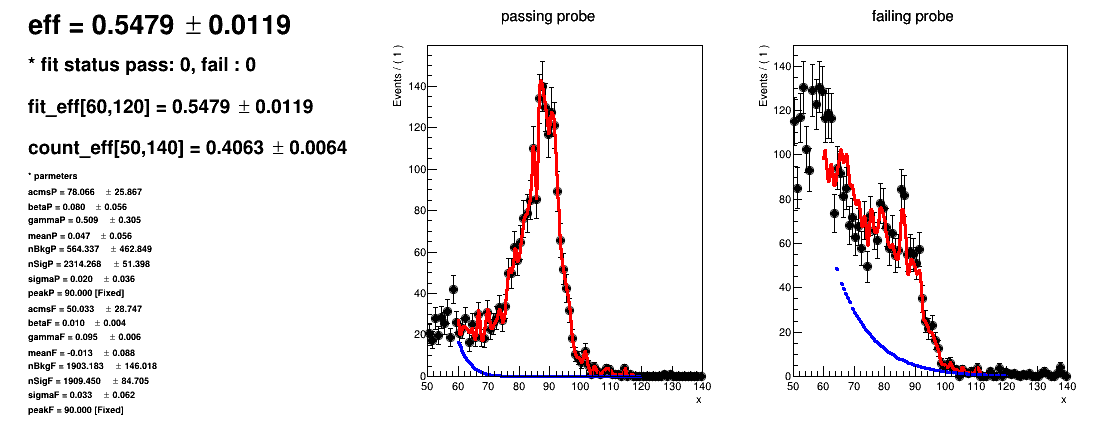 eff = 0.5479 ± 0.0119
* fit status pass: 0, fail : 0
fit_eff[60,120] = 0.5479 ± 0.0119
count_eff[50,140] = 0.4063 ± 0.0064
* parmeters
acmsP = 78.066 ± 25.867
betaP = 0.080 ± 0.056
gammaP = 0.509 ± 0.305
meanP = 0.047 ± 0.056
nBkgP = 564.337 ± 462.849
nSigP = 2314.268 ± 51.398
sigmaP = 0.020 ± 0.036
peakP = 90.000 [Fixed]
acmsF = 50.033 ± 28.747
betaF = 0.010 ± 0.004
gammaF = 0.095 ± 0.006
meanF = -0.013 ± 0.088
nBkgF = 1903.183 ± 146.018
nSigF = 1909.450 ± 84.705
sigmaF = 0.033 ± 0.062
peakF = 90.000 [Fixed]
passing probe
Events / ( 1 )
140
120
100
80
60
40
20
0
50 60 70 80 90 100 110 120 130 140
x
failing probe
Events / ( 1 )
140
120
100
80
60
40
20
0
50 60 70 80 90 100 110 120 130 140
x